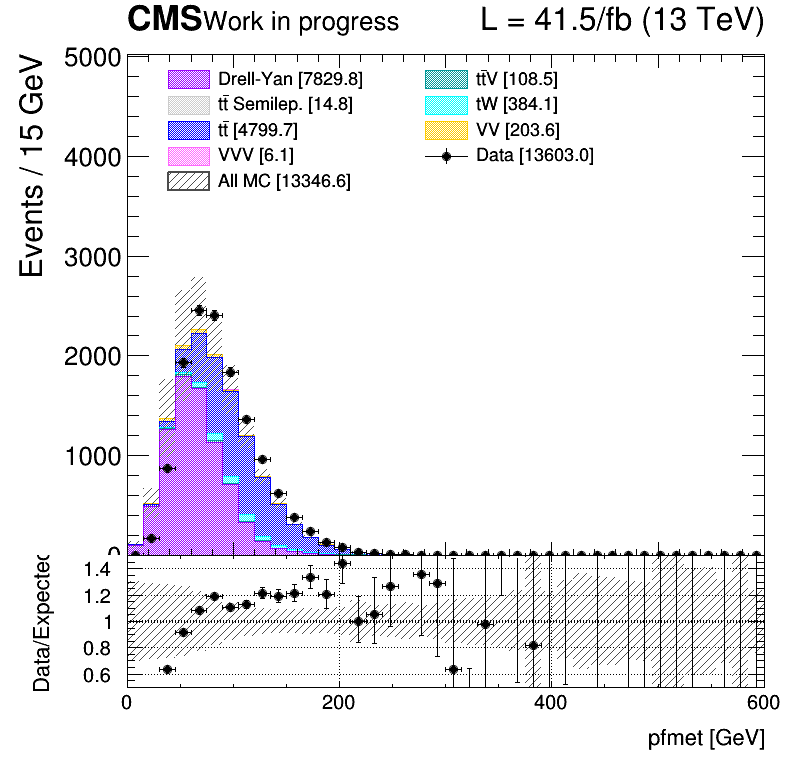 CMS Work in progress L = 41.5/fb (13 TeV)
Events / 15 GeV
5000
4000
3000
2000
1000
0
Drell-Yan [7829.8]
tt̄ Semilep. [14.8]
tt̄ [4799.7]
VVV [6.1]
All MC [13346.6]
tt̄V [108.5]
tW [384.1]
VV [203.6]
Data [13603.0]
Data/Expected
1.4
1.2
1
0.8
0.6
0 200 400 600
pfmet [GeV]